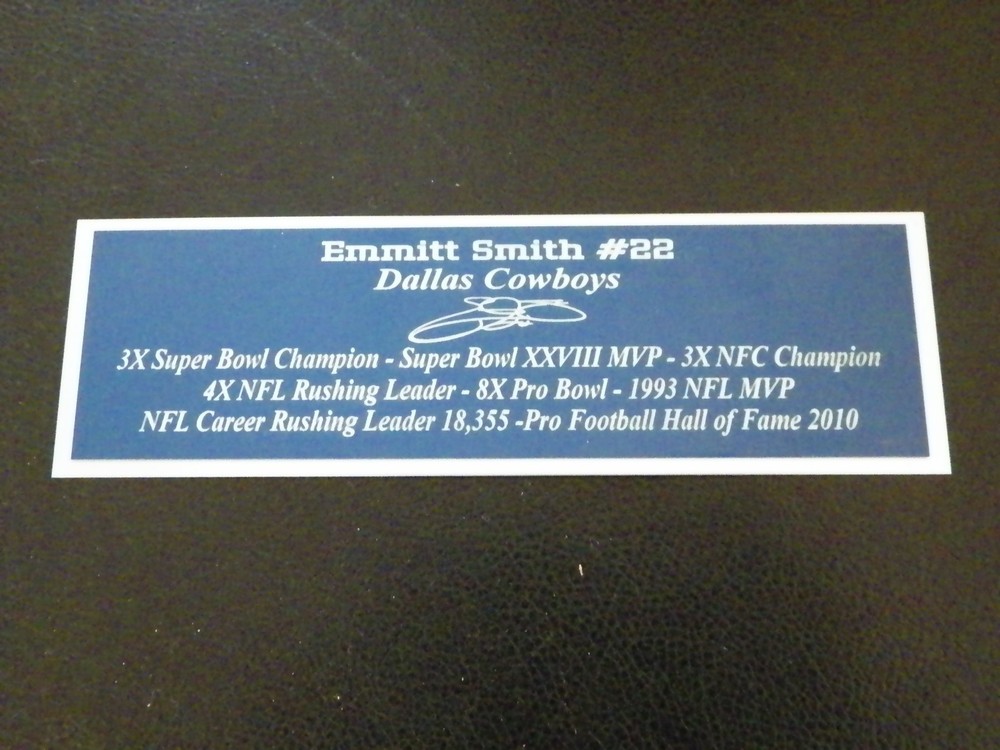 Emmitt Smith #22
Dallas Cowboys
3X Super Bowl Champion - Super Bowl XXVIII MVP - 3X NFC Champion
4X NFL Rushing Leader - 8X Pro Bowl - 1993 NFL MVP
NFL Career Rushing Leader 18,355 -Pro Football Hall of Fame 2010